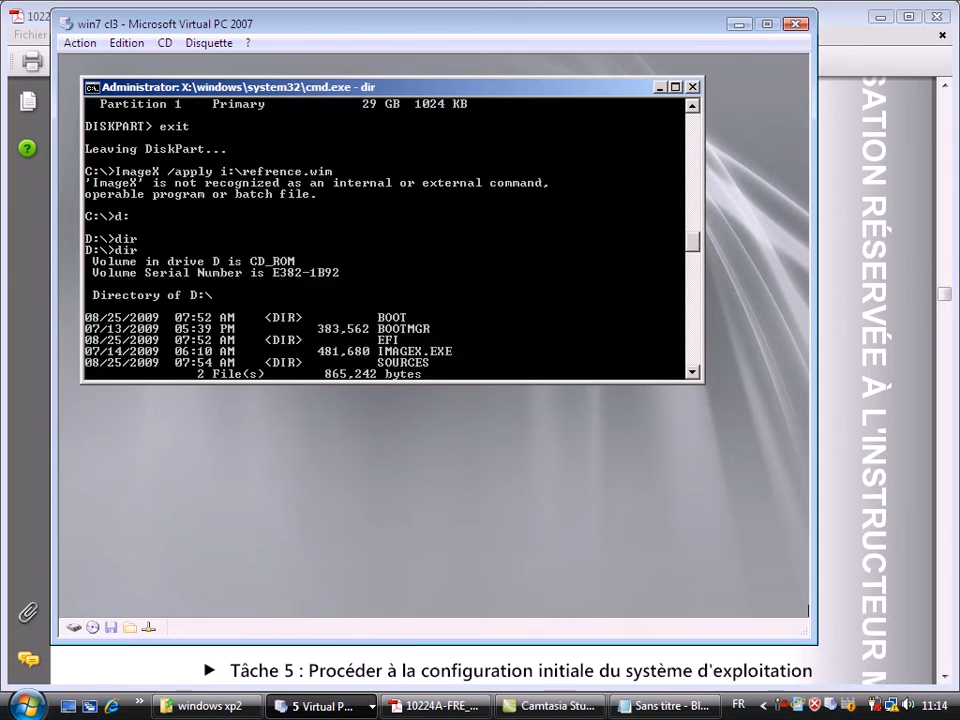 1022
win7 cl3 - Microsoft Virtual PC 2007
Fichier
Action Edition CD Disquette ?
Administrator: X:\windows\system32\cmd.exe - dir
Partition 1 Primary 29 GB 1024 KB
DISKPART> exit
Leaving DiskPart...
C:\>ImageX /apply i:\refrence.wim
'ImageX' is not recognized as an internal or external command,
operable program or batch file.
C:\>d:
D:\>dir
D:\>dir
Volume in drive D is CD_ROM
Volume Serial Number is E382-1B92
Directory of D:\
08/25/2009 07:52 AM <DIR> BOOT
07/13/2009 05:39 PM 383,562 BOOTMGR
08/25/2009 07:52 AM <DIR> EFI
07/14/2009 06:10 AM 481,680 IMAGEX.EXE
08/25/2009 07:54 AM <DIR> SOURCES
2 File(s) 865,242 bytes
SATION RÉSERVÉE À L'INSTRUCTEUR M
► Tâche 5 : Procéder à la configuration initiale du système d'exploitation
windows xp2
5 Virtual P...
10224A-FRE_...
Camtasia Stu...
Sans titre - Bl...
FR
11:14